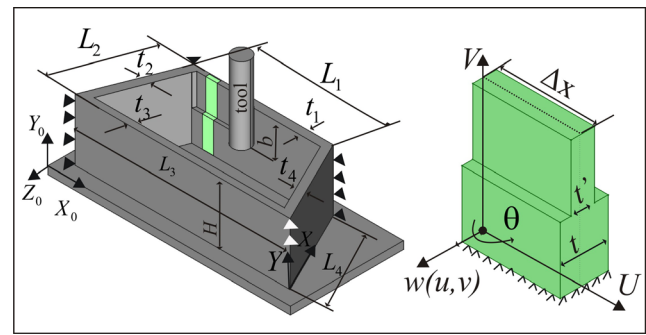 L₂
t₂
L₁
t₁
tool
b
t₃
t₄
L₃
Y₀
Z₀
X₀
H
X
Y
L₄
V
Δx
t'
θ
t
w(u,v)
U